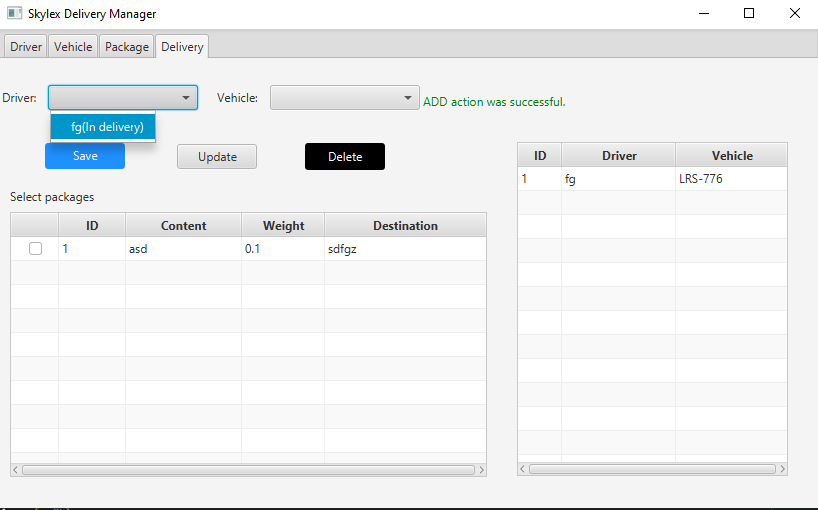 Skylex Delivery Manager
Driver Vehicle Package Delivery
Driver: Vehicle: ADD action was successful.
fg(In delivery)
Save Update Delete
Select packages
ID Content Weight Destination
1 asd 0.1 sdfgz
ID Driver Vehicle
1 fg LRS-776